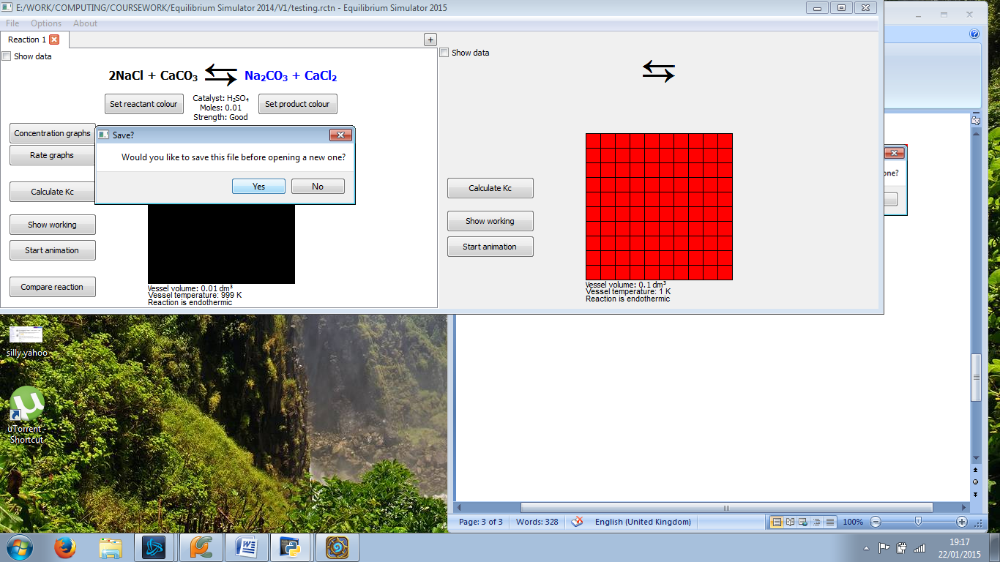 E:/WORK/COMPUTING/COURSEWORK/Equilibrium Simulator 2014/V1/testing.rctn - Equilibrium Simulator 2015
File Options About
Reaction 1
+
Show data
2NaCl + CaCO₃ ⇆ Na₂CO₃ + CaCl₂
Set reactant colour
Catalyst: H₂SO₄
Moles: 0.01
Strength: Good
Set product colour
Concentration graphs
Rate graphs
Calculate Kc
Show working
Start animation
Compare reaction
Save?
Would you like to save this file before opening a new one?
Yes No
Vessel volume: 0.01 dm³
Vessel temperature: 999 K
Reaction is endothermic
Show data
⇆
Calculate Kc
Show working
Start animation
Vessel volume: 0.1 dm³
Vessel temperature: 1 K
Reaction is endothermic
one?
silly yahoo
uTorrent -
Shortcut
Page: 3 of 3 Words: 328 English (United Kingdom) 100%
19:17
22/01/2015